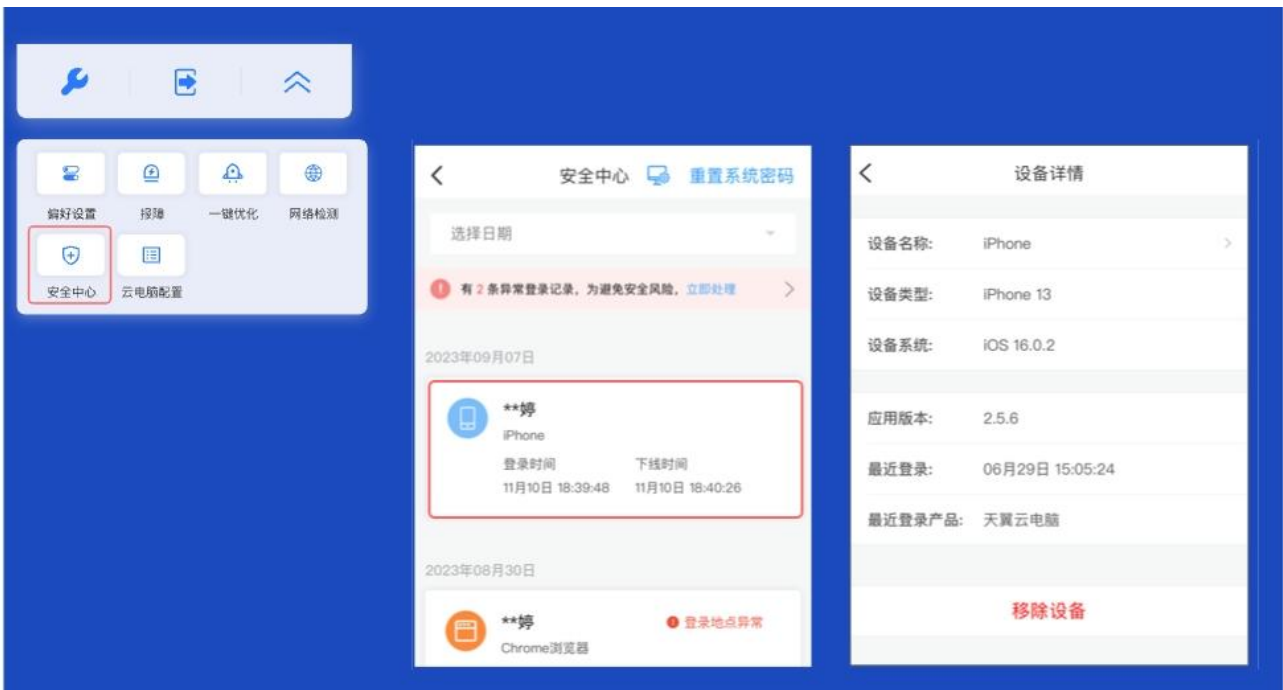 偏好设置 报障 一键优化 网络检测
安全中心 云电脑配置
安全中心 重置系统密码
选择日期
有 2 条异常登录记录，为避免安全风险，立即处理
2023年09月07日
**婷
iPhone
登录时间 下线时间
11月10日 18:39:48 11月10日 18:40:26
2023年08月30日
**婷 登录地点异常
Chrome浏览器
设备详情
设备名称: iPhone
设备类型: iPhone 13
设备系统: iOS 16.0.2
应用版本: 2.5.6
最近登录: 06月29日 15:05:24
最近登录产品: 天翼云电脑
移除设备